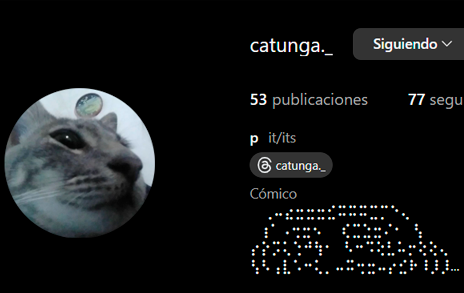 catunga._
Siguiendo
53 publicaciones
77 segu
p it/its
catunga._
Cómico